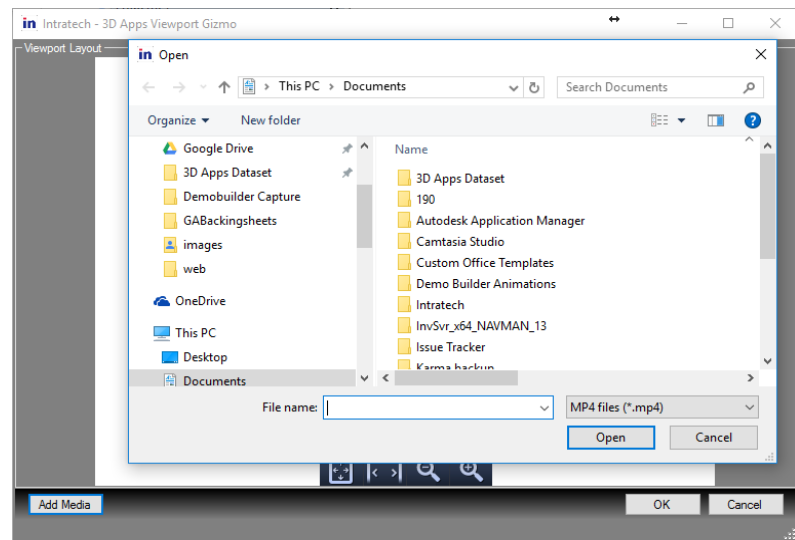 in Intratech - 3D Apps Viewport Gizmo
Viewport Layout
in Open
This PC > Documents
Search Documents
Organize
New folder
Google Drive
3D Apps Dataset
Demobuilder Capture
GABackingsheets
images
web
OneDrive
This PC
Desktop
Documents
Name
3D Apps Dataset
190
Autodesk Application Manager
Camtasia Studio
Custom Office Templates
Demo Builder Animations
Intratech
InvSvr_x64_NAVMAN_13
Issue Tracker
Karma backup
File name:
MP4 files (*.mp4)
Open
Cancel
Add Media
OK
Cancel